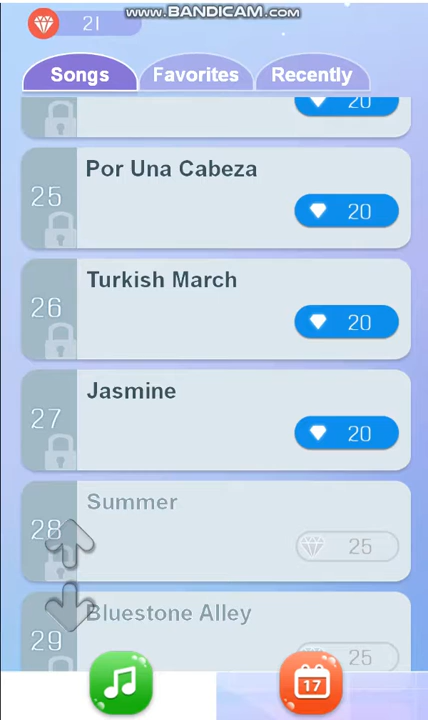 www.BANDICAM.com
21
Songs
Favorites
Recently
20
25
Por Una Cabeza
20
26
Turkish March
20
27
Jasmine
20
28
Summer
25
29
Bluestone Alley
25
17